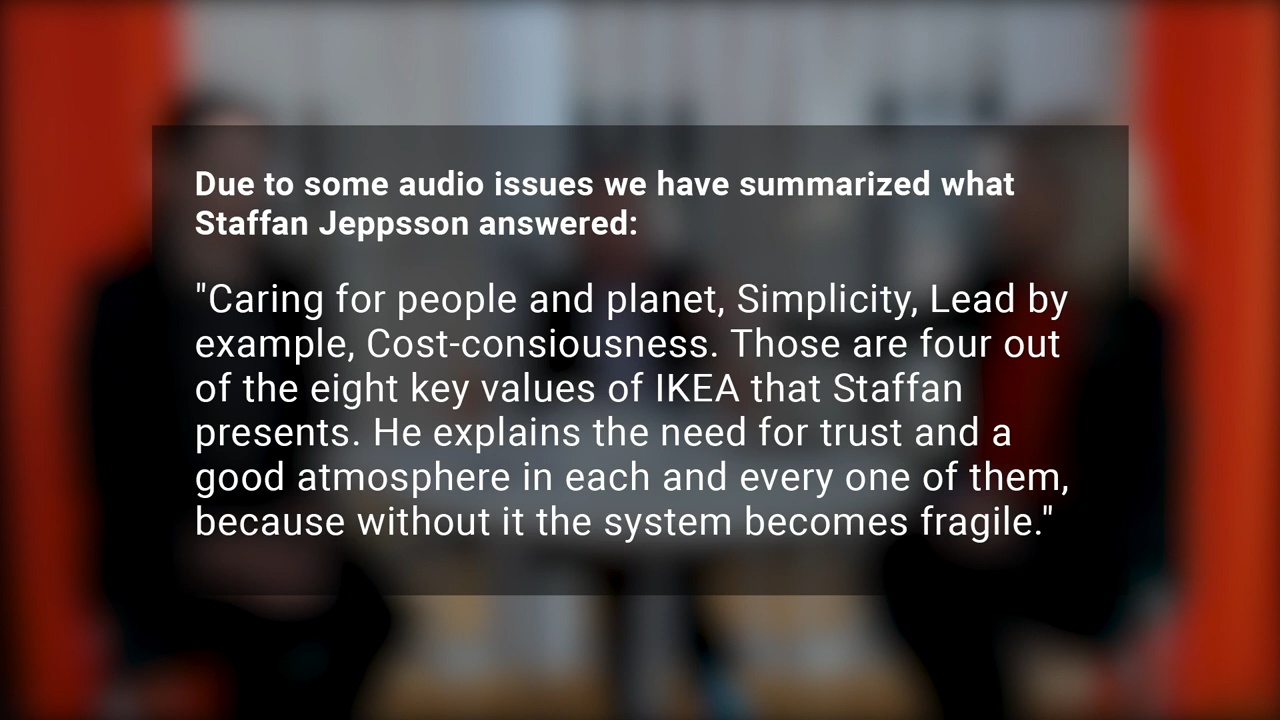 Due to some audio issues we have summarized what
Staffan Jeppsson answered:
"Caring for people and planet, Simplicity, Lead by
example, Cost-consiousness. Those are four out
of the eight key values of IKEA that Staffan
presents. He explains the need for trust and a
good atmosphere in each and every one of them,
because without it the system becomes fragile."